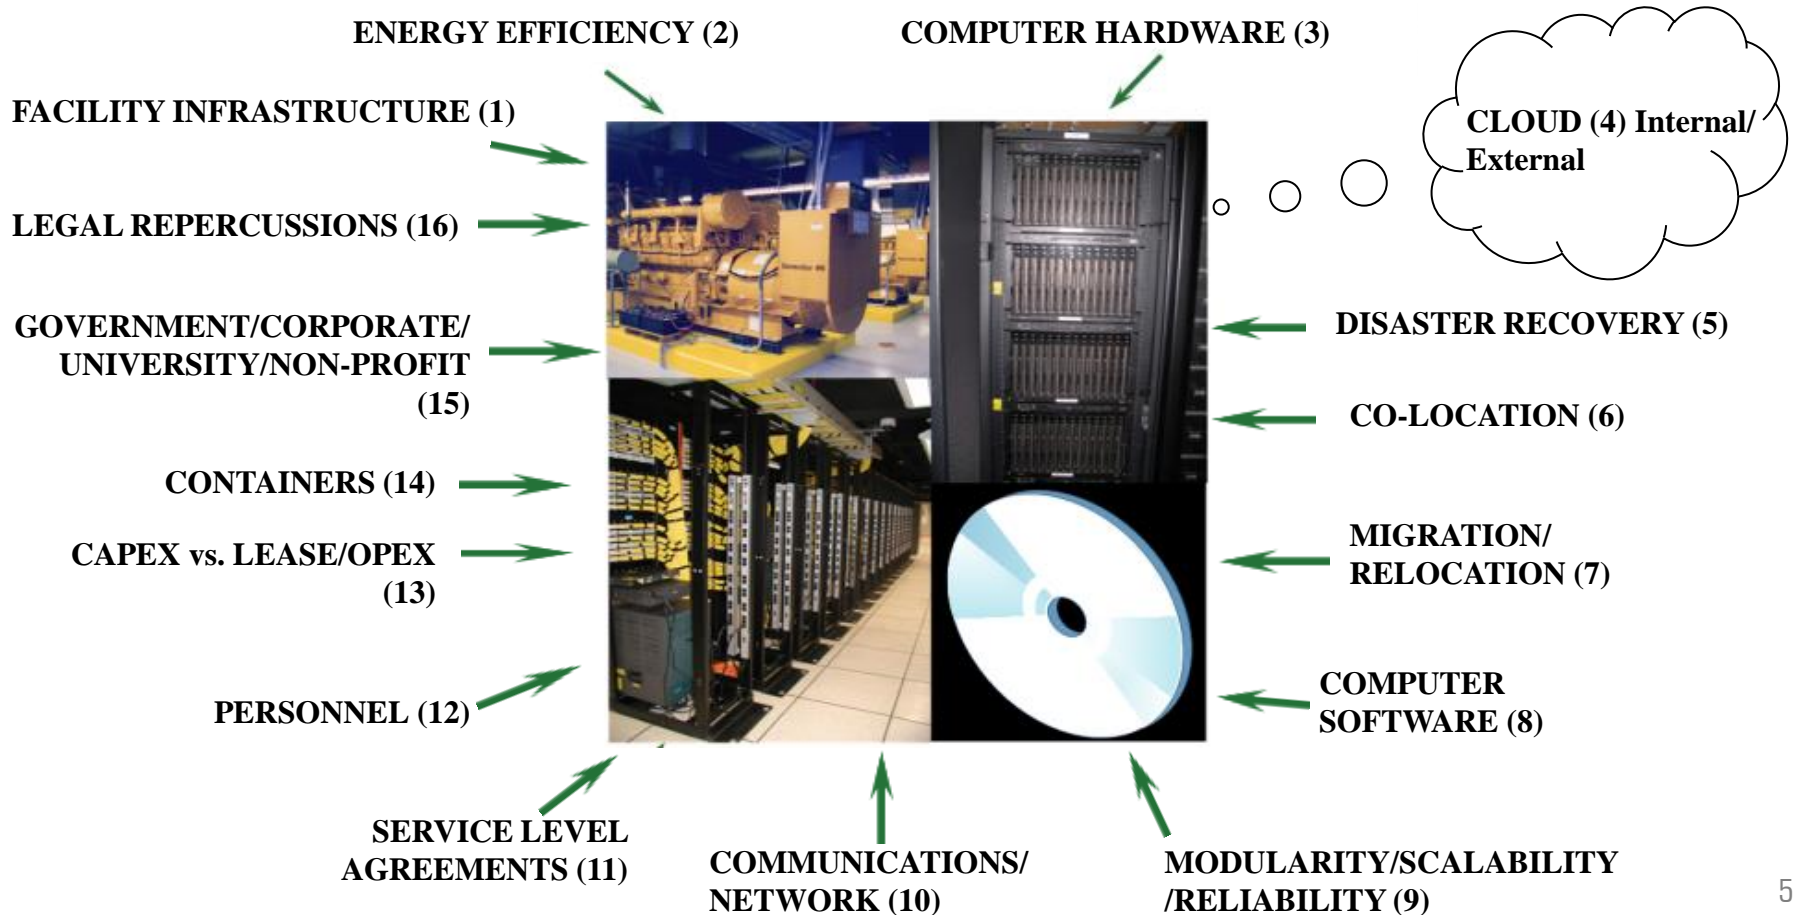 ENERGY EFFICIENCY (2)
COMPUTER HARDWARE (3)
FACILITY INFRASTRUCTURE (1)
CLOUD (4) Internal/
External
LEGAL REPERCUSSIONS (16)
GOVERNMENT/CORPORATE/
UNIVERSITY/NON-PROFIT
(15)
DISASTER RECOVERY (5)
CO-LOCATION (6)
CONTAINERS (14)
CAPEX vs. LEASE/OPEX
(13)
MIGRATION/
RELOCATION (7)
PERSONNEL (12)
COMPUTER
SOFTWARE (8)
SERVICE LEVEL
AGREEMENTS (11)
COMMUNICATIONS/
NETWORK (10)
MODULARITY/SCALABILITY
/RELIABILITY (9)
5